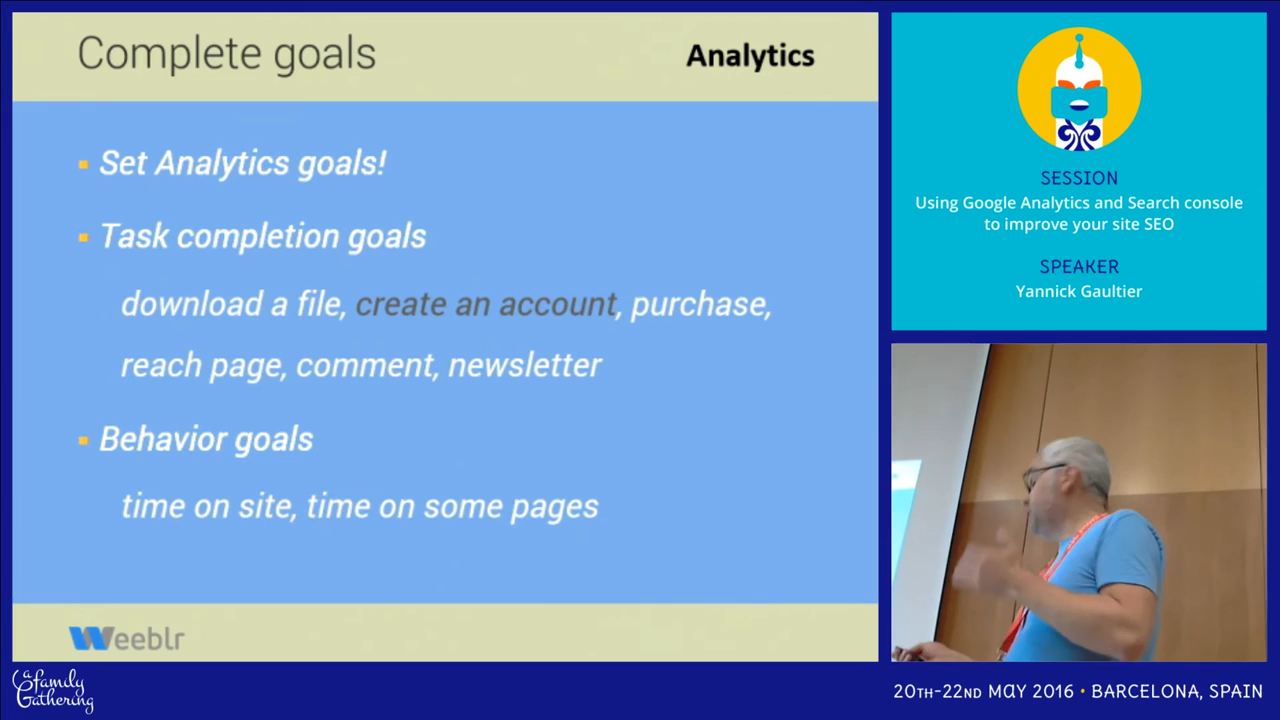 Complete goals
Analytics
Set Analytics goals!
Task completion goals
download a file, create an account, purchase,
reach page, comment, newsletter
Behavior goals
time on site, time on some pages
Weeblr
a family
Gathering
SESSION
Using Google Analytics and Search console
to improve your site SEO
SPEAKER
Yannick Gaultier
20TH-22ND MAY 2016 • BARCELONA, SPAIN